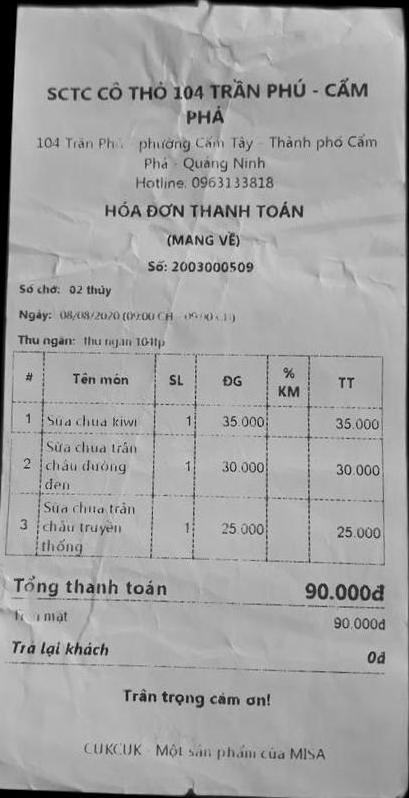 SCTC CÔ THỎ 104 TRẦN PHÚ - CẨM
PHẢ
104 Trần Phú - phường Cẩm Tây - Thành phố Cẩm
Phả - Quảng Ninh
Hotline: 0963133818
HÓA ĐƠN THANH TOÁN
(MANG VỀ)
Số: 2003000509
Số chờ: 02 thủy
Ngày: 08/08/2020 (09:00 CH -
Thu ngân: thu ngan 104tp
# Tên món SL ĐG % KM TT
1 Sữa chua kiwi 1 35.000 35.000
Sữa chua trân
2 châu đường 1 30.000 30.000
đen
Sữa chua trân
3 châu truyền 1 25.000 25.000
thống
Tổng thanh toán 90.000đ
Tiền mặt 90.000đ
Trả lại khách 0đ
Trân trọng cảm ơn!
CUKCUK - Một sản phẩm của MISA